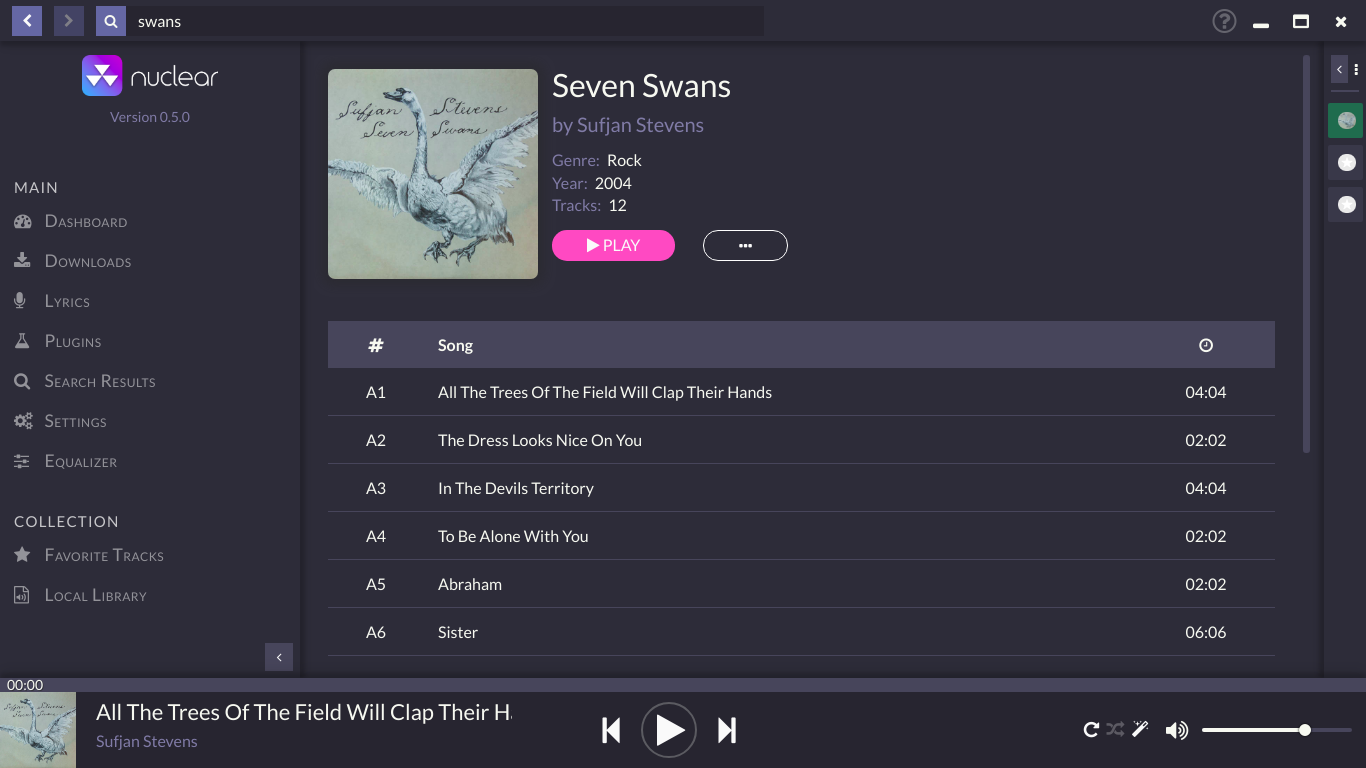 swans
nuclear
Version 0.5.0
MAIN
Dashboard
Downloads
Lyrics
Plugins
Search Results
Settings
Equalizer
COLLECTION
Favorite Tracks
Local Library
Sufjan Stevens
Seven Swans
Seven Swans
by Sufjan Stevens
Genre: Rock
Year: 2004
Tracks: 12
PLAY
# Song
A1 All The Trees Of The Field Will Clap Their Hands 04:04
A2 The Dress Looks Nice On You 02:02
A3 In The Devils Territory 04:04
A4 To Be Alone With You 02:02
A5 Abraham 02:02
A6 Sister 06:06
00:00
All The Trees Of The Field Will Clap Their H
Sufjan Stevens